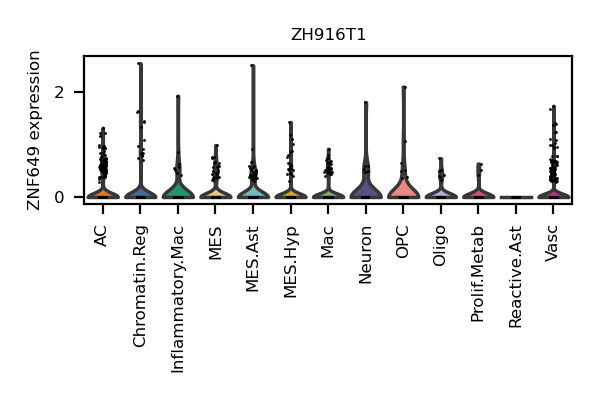 ZH916T1
ZNF649 expression
2
0
AC
Chromatin.Reg
Inflammatory.Mac
MES
MES.Ast
MES.Hyp
Mac
Neuron
OPC
Oligo
Prolif.Metab
Reactive.Ast
Vasc